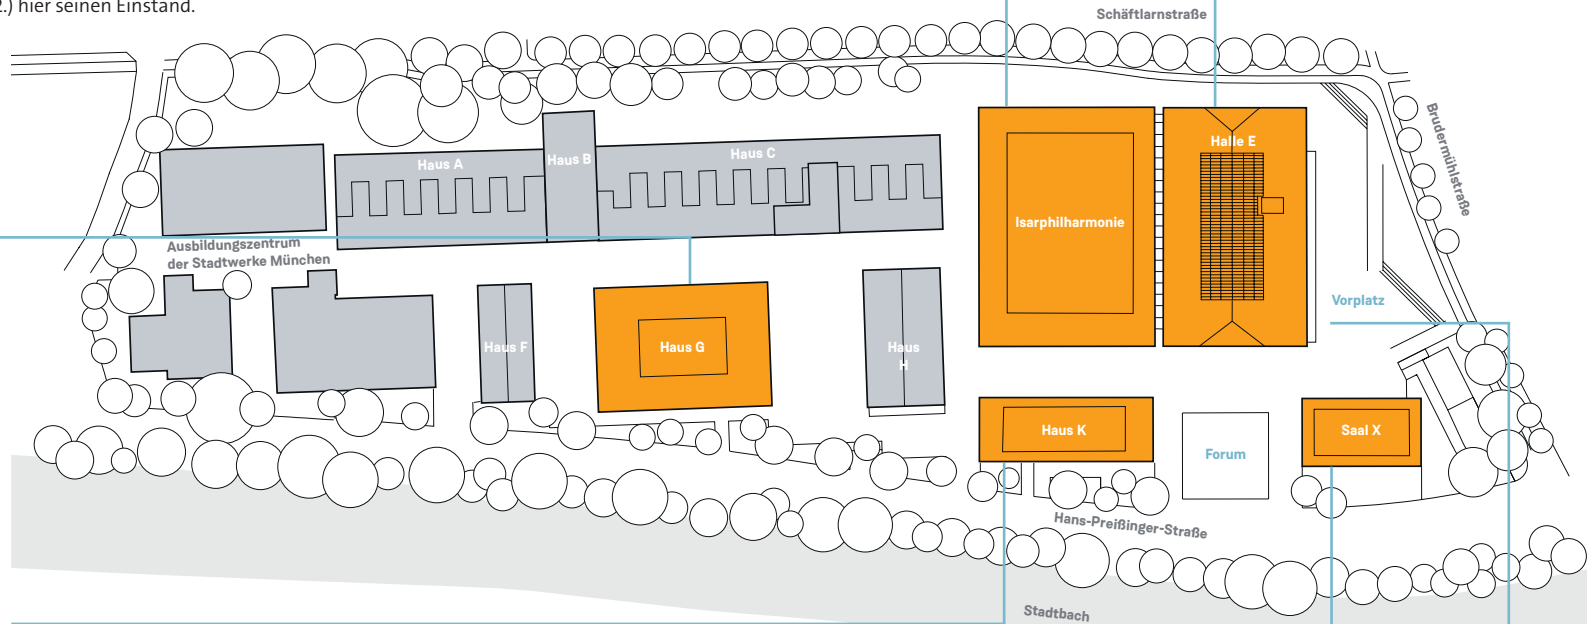 2.) hier seinen Einstand.
Schäftlarnstraße
Brudermühlstraße
Haus A
Haus B
Haus C
Halle E
Isarphilharmonie
Ausbildungszentrum
der Stadtwerke München
Vorplatz
Haus F
Haus G
Haus
H
Haus K
Forum
Saal X
Hans-Preißinger-Straße
Stadtbach